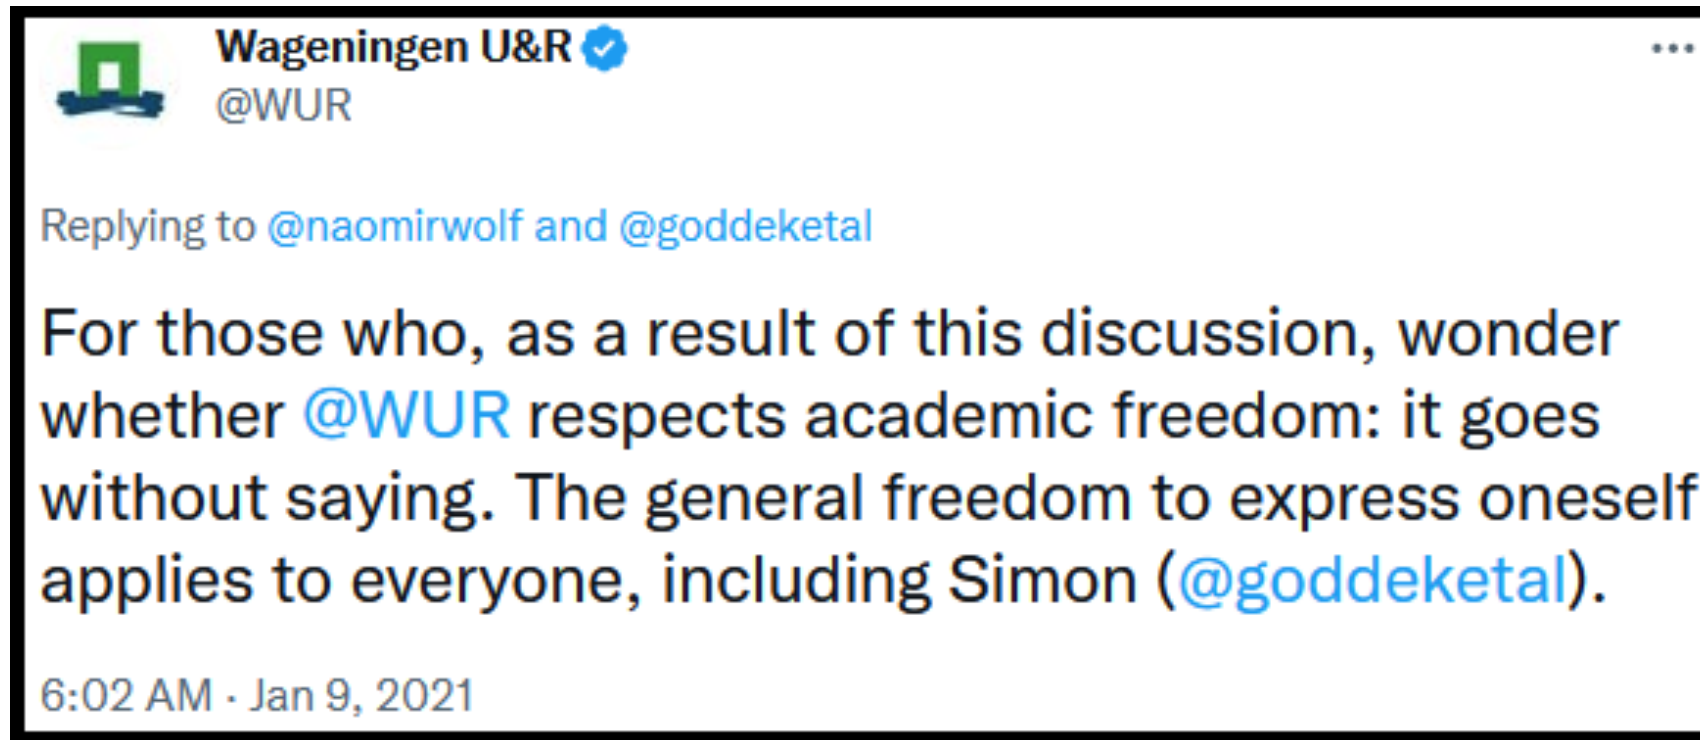 Wageningen U&R
@WUR
Replying to @naomirwolf and @goddeketal
For those who, as a result of this discussion, wonder
whether @WUR respects academic freedom: it goes
without saying. The general freedom to express oneself
applies to everyone, including Simon (@goddeketal).
6:02 AM · Jan 9, 2021